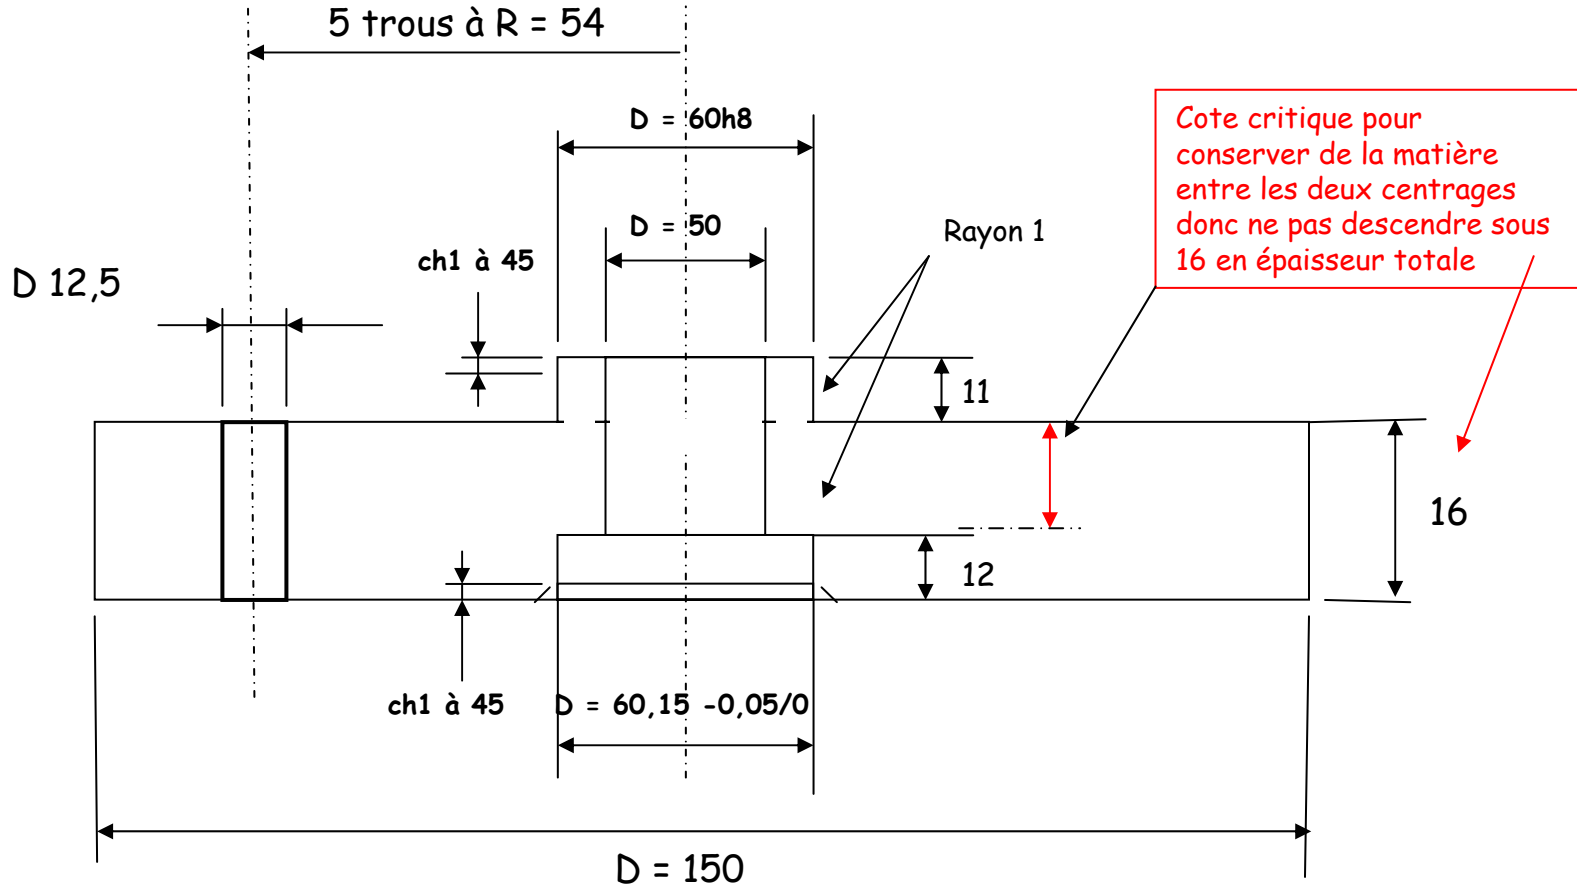 5 trous à R = 54
D = 60h8
Cote critique pour
conserver de la matière
entre les deux centrages
donc ne pas descendre sous
16 en épaisseur totale
D = 50
Rayon 1
ch1 à 45
D 12,5
11
16
12
ch1 à 45
D = 60,15 -0,05/0
D = 150